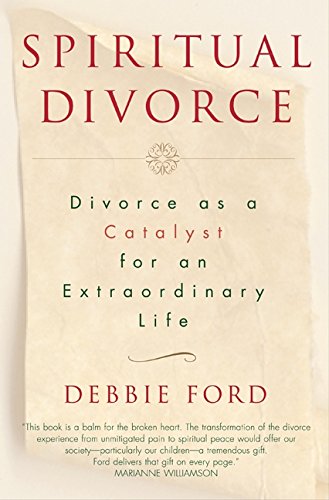 SPIRITUAL
DIVORCE
Divorce as a
Catalyst
for an
Extraordinary
Life
DEBBIE FORD
"This book is a balm for the broken heart. The transformation of the divorce
experience from unmitigated pain to spiritual peace would offer our
society—particularly our children—a tremendous gift.
Ford delivers that gift on every page."
MARIANNE WILLIAMSON